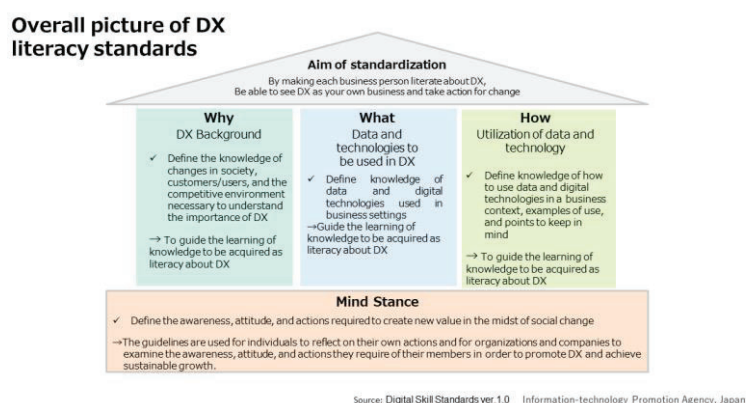 Overall picture of DX
literacy standards
Aim of standardization
By making each business person literate about DX,
Be able to see DX as your own business and take action for change
Why
DX Background
✓ Define the knowledge of
changes in society,
customers/users, and the
competitive environment
necessary to understand
the importance of DX
→ To guide the learning of
knowledge to be acquired as
literacy about DX
What
Data and
technologies to
be used in DX
✓ Define knowledge of
data and digital
technologies used in
business settings
→Guide the learning of
knowledge to be acquired as
literacy about DX
How
Utilization of data and
technology
✓ Define knowledge of how
to use data and digital
technologies in a business
context, examples of use,
and points to keep in
mind
→ To guide the learning of
knowledge to be acquired as
literacy about DX
Mind Stance
✓ Define the awareness, attitude, and actions required to create new value in the midst of social change
→The guidelines are used for individuals to reflect on their own actions and for organizations and companies to
examine the awareness, attitude, and actions they require of their members in order to promote DX and achieve
sustainable growth.
Source: Digital Skill Standards ver.1.0 Information-technology Promotion Agency, Japan